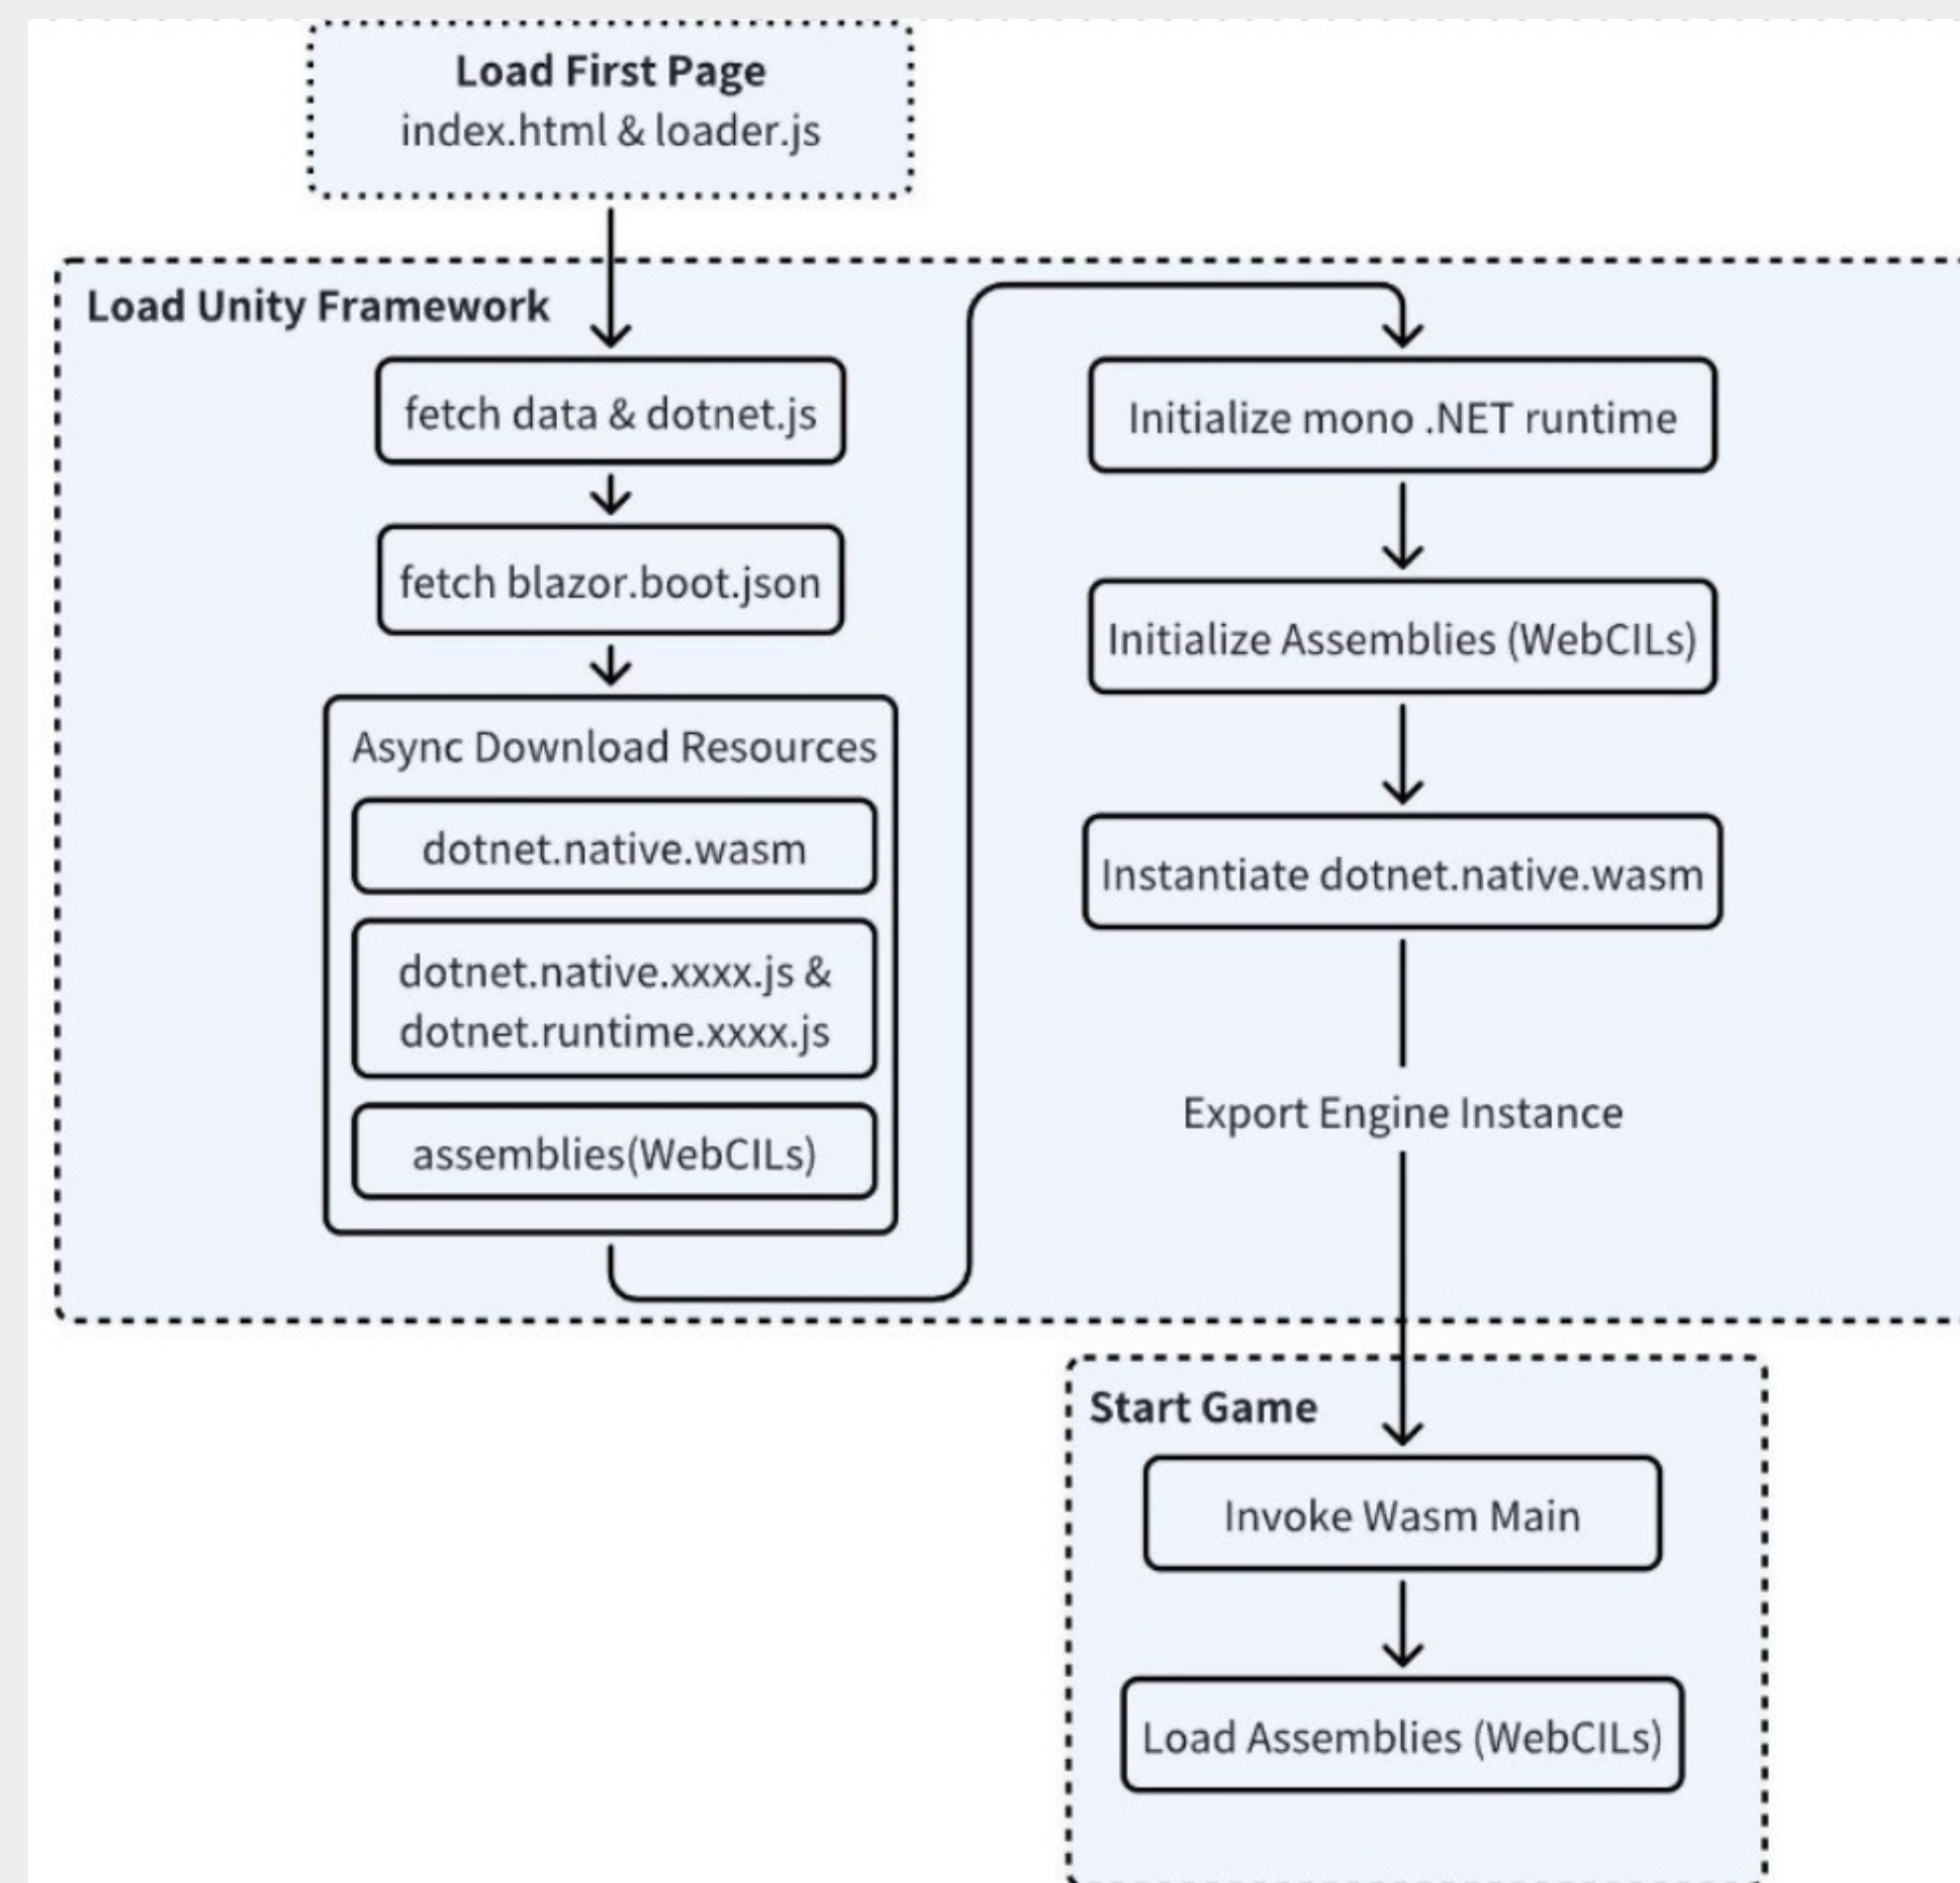 Load First Page
index.html & loader.js
Load Unity Framework
fetch data & dotnet.js
fetch blazor.boot.json
Async Download Resources
dotnet.native.wasm
dotnet.native.xxxx.js &
dotnet.runtime.xxxx.js
assemblies(WebCILs)
Initialize mono .NET runtime
Initialize Assemblies (WebCILs)
Instantiate dotnet.native.wasm
Export Engine Instance
Start Game
Invoke Wasm Main
Load Assemblies (WebCILs)